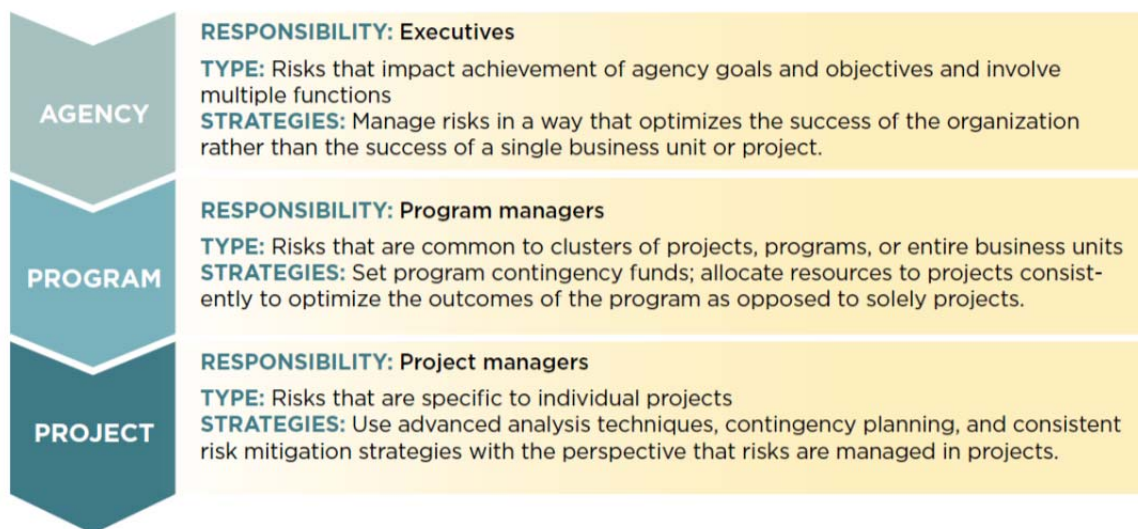 AGENCY
RESPONSIBILITY: Executives
TYPE: Risks that impact achievement of agency goals and objectives and involve
multiple functions
STRATEGIES: Manage risks in a way that optimizes the success of the organization
rather than the success of a single business unit or project.
PROGRAM
RESPONSIBILITY: Program managers
TYPE: Risks that are common to clusters of projects, programs, or entire business units
STRATEGIES: Set program contingency funds; allocate resources to projects consist-
ently to optimize the outcomes of the program as opposed to solely projects.
PROJECT
RESPONSIBILITY: Project managers
TYPE: Risks that are specific to individual projects
STRATEGIES: Use advanced analysis techniques, contingency planning, and consistent
risk mitigation strategies with the perspective that risks are managed in projects.